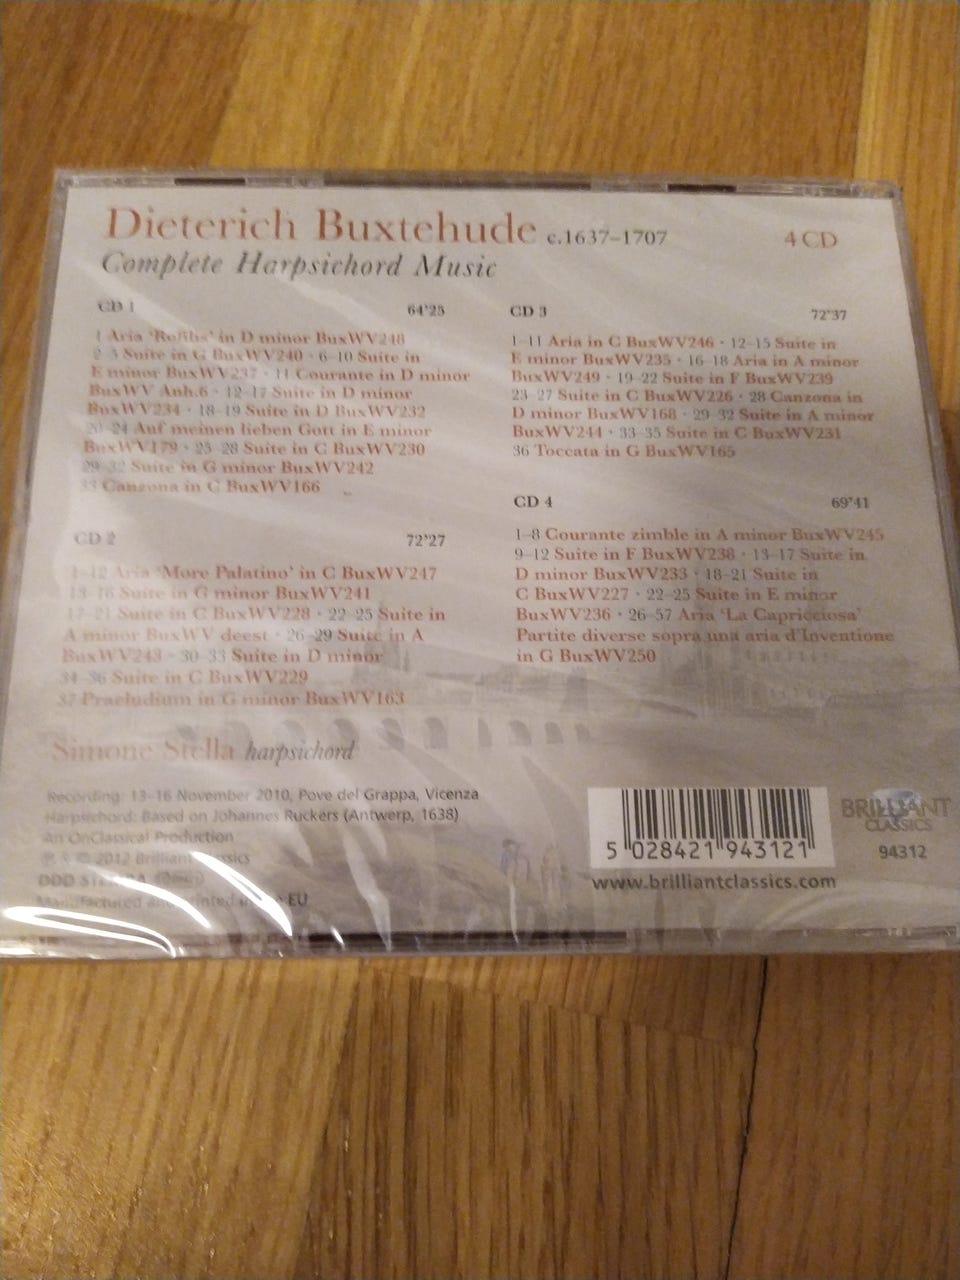 Dieterich Buxtehude c.1637–1707
4 CD
Complete Harpsichord Music
CD 1 64'25
1 Aria 'Rofilis' in D minor BuxWV248
2–5 Suite in G BuxWV240 · 6–10 Suite in
E minor BuxWV237 · 11 Courante in D minor
BuxWV Anh.6 · 12–17 Suite in D minor
BuxWV234 · 18–19 Suite in D BuxWV232
20–24 Auf meinen lieben Gott in E minor
BuxWV179 · 25–28 Suite in C BuxWV230
29–32 Suite in G minor BuxWV242
33 Canzona in C BuxWV166
CD 2 72'27
1–12 Aria 'More Palatino' in C BuxWV247
13–16 Suite in G minor BuxWV241
17–21 Suite in C BuxWV228 · 22–25 Suite in
A minor BuxWV deest · 26–29 Suite in A
BuxWV243 · 30–33 Suite in D minor
34–36 Suite in C BuxWV229
37 Praeludium in G minor BuxWV163
CD 3 72'37
1–11 Aria in C BuxWV246 · 12–15 Suite in
E minor BuxWV235 · 16–18 Aria in A minor
BuxWV249 · 19–22 Suite in F BuxWV239
23–27 Suite in C BuxWV226 · 28 Canzona in
D minor BuxWV168 · 29–32 Suite in A minor
BuxWV244 · 33–35 Suite in C BuxWV231
36 Toccata in G BuxWV165
CD 4 69'41
1–8 Courante zimble in A minor BuxWV245
9–12 Suite in F BuxWV238 · 13–17 Suite in
D minor BuxWV233 · 18–21 Suite in
C BuxWV227 · 22–25 Suite in E minor
BuxWV236 · 26–57 Aria 'La Capricciosa'
Partite diverse sopra una aria d'Inventione
in G BuxWV250
Simone Stella harpsichord
Recording: 13–16 November 2010, Pove del Grappa, Vicenza
Harpsichord: Based on Johannes Ruckers (Antwerp, 1638)
An OnClassical Production
℗ & © 2012 Brilliant Classics
DDD
Manufactured and printed in the EU
5 028421 943121
www.brilliantclassics.com
BRILLIANT
CLASSICS
94312